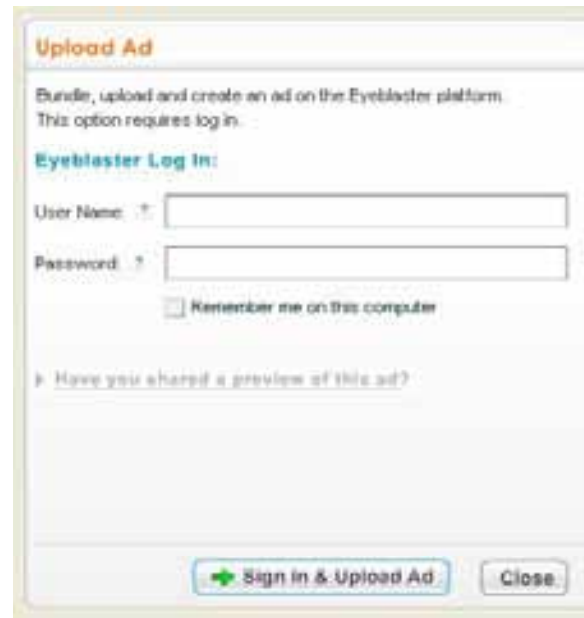 Upload Ad
Bundle, upload and create an ad on the Eyeblaster platform.
This option requires log in.
Eyeblaster Log In:
User Name *
Password *
Remember me on this computer
Have you shared a preview of this ad?
Sign in & Upload Ad
Close